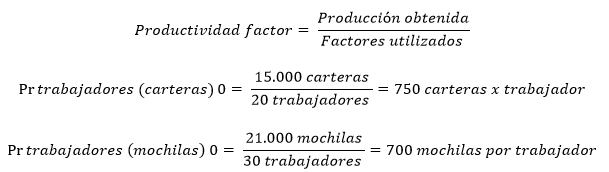 Productividad factor = Producción obtenida / Factores utilizados
Pr trabajadores (carteras) 0 = 15.000 carteras / 20 trabajadores = 750 carteras x trabajador
Pr trabajadores (mochilas) 0 = 21.000 mochilas / 30 trabajadores = 700 mochilas por trabajador